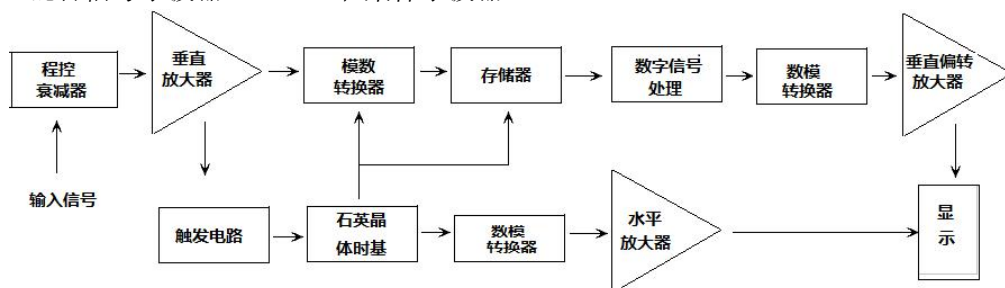 程控
衰减器
垂直
放大器
模数
转换器
存储器
数字信号
处理
数模
转换器
垂直偏转
放大器
输入信号
触发电路
石英晶
体时基
数模
转换器
水平
放大器
显
示